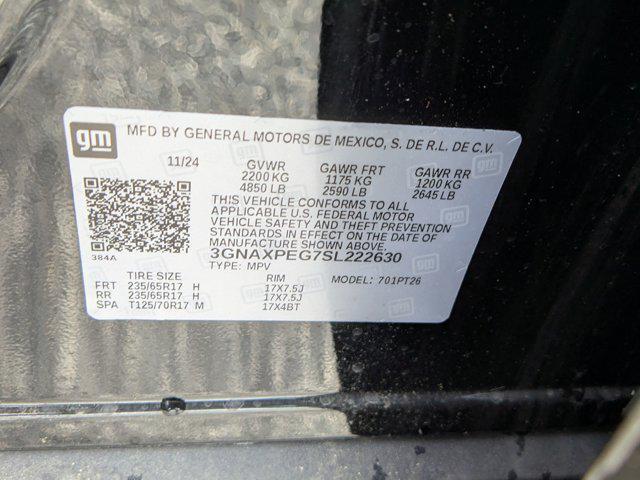 gm
MFD BY GENERAL MOTORS DE MEXICO, S. DE R.L. DE C.V.
11/24 GVWR GAWR FRT GAWR RR
2200 KG 1175 KG 1200 KG
4850 LB 2590 LB 2645 LB
THIS VEHICLE CONFORMS TO ALL
APPLICABLE U.S. FEDERAL MOTOR
VEHICLE SAFETY AND THEFT PREVENTION
STANDARDS IN EFFECT ON THE DATE OF
MANUFACTURE SHOWN ABOVE.
384A 3GNAXPEG7SL222630
TYPE: MPV
TIRE SIZE RIM MODEL: 701PT26
FRT 235/65R17 H 17X7.5J
RR 235/65R17 H 17X7.5J
SPA T125/70R17 M 17X4BT